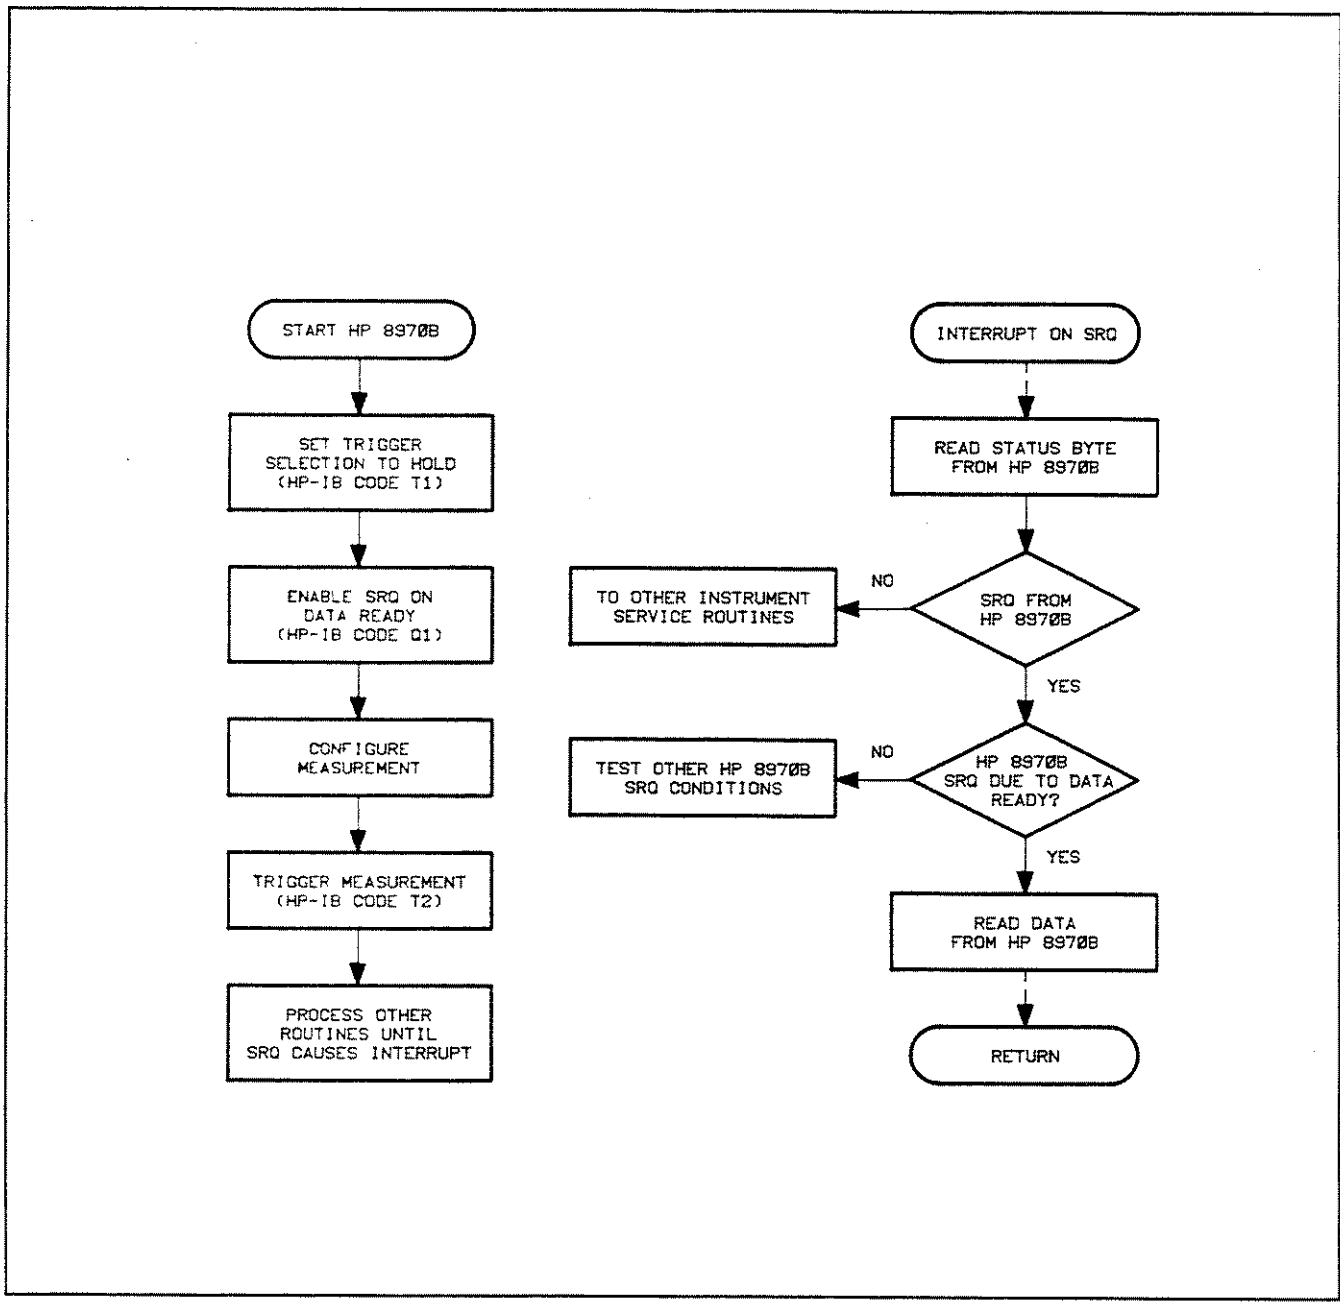 START HP 8970B
SET TRIGGER
SELECTION TO HOLD
(HP-IB CODE T1)
ENABLE SRQ ON
DATA READY
(HP-IB CODE Q1)
CONFIGURE
MEASUREMENT
TRIGGER MEASUREMENT
(HP-IB CODE T2)
PROCESS OTHER
ROUTINES UNTIL
SRQ CAUSES INTERRUPT
INTERRUPT ON SRQ
READ STATUS BYTE
FROM HP 8970B
SRQ FROM
HP 8970B
NO
TO OTHER INSTRUMENT
SERVICE ROUTINES
YES
HP 8970B
SRQ DUE TO DATA
READY?
NO
TEST OTHER HP 8970B
SRQ CONDITIONS
YES
READ DATA
FROM HP 8970B
RETURN